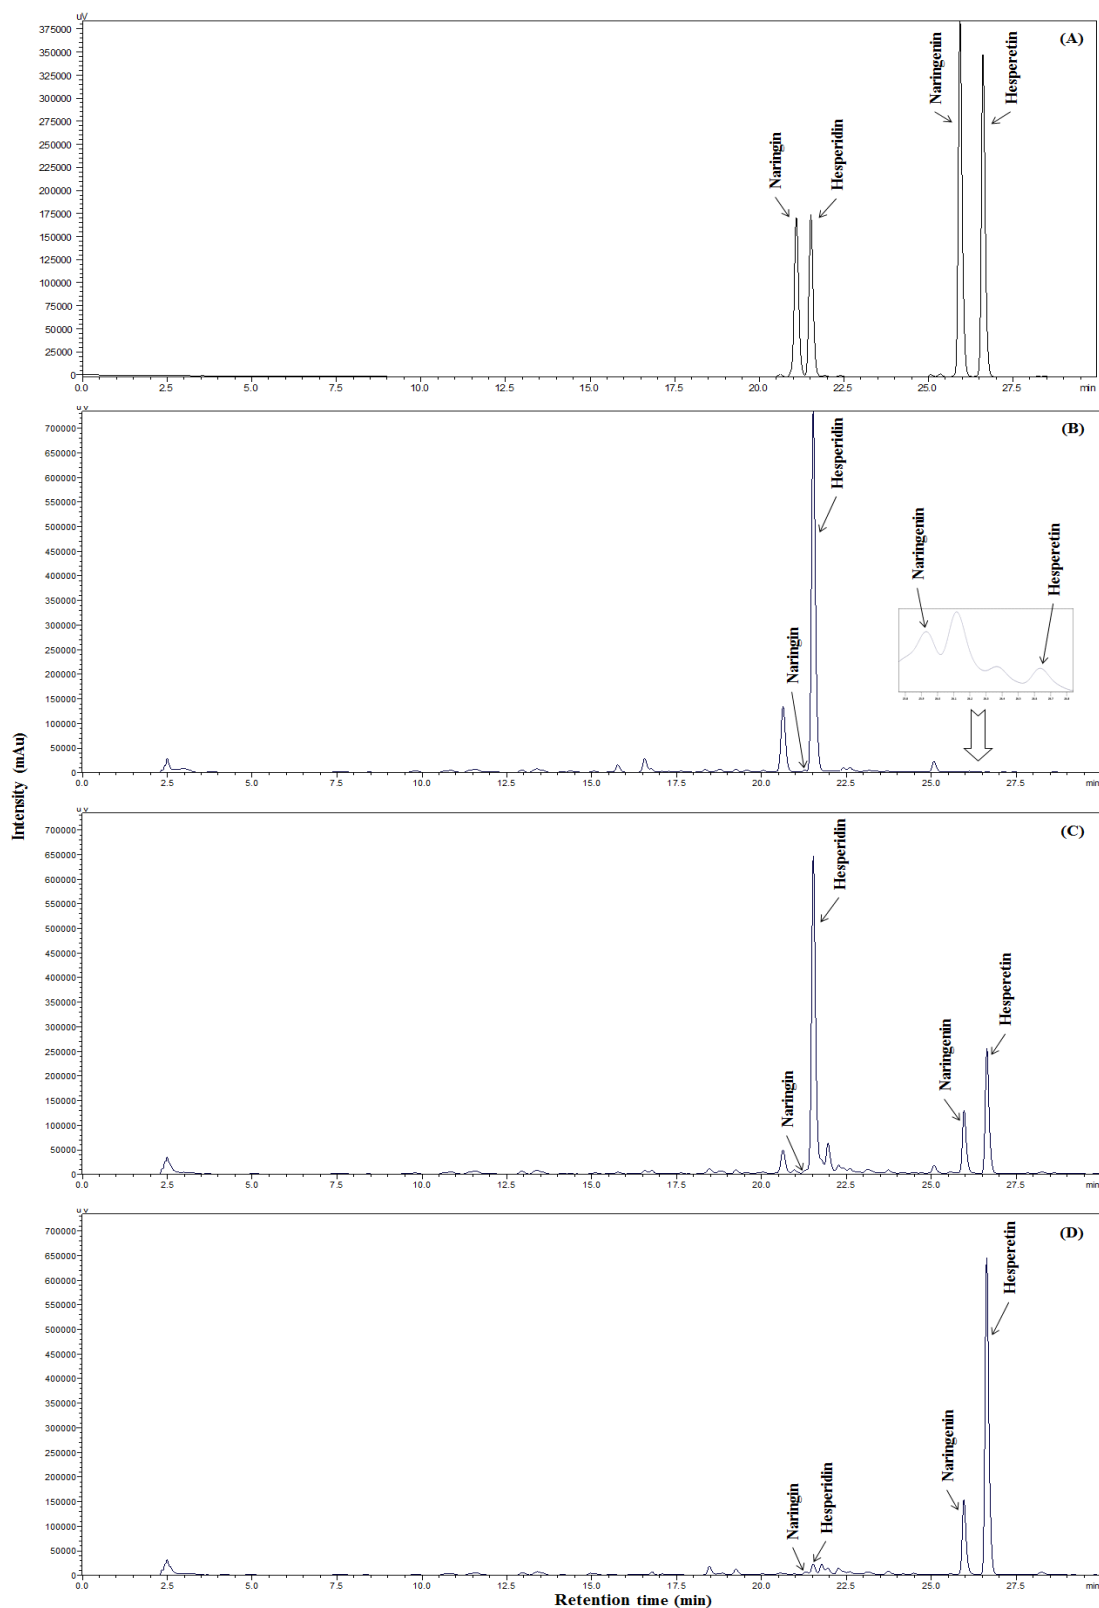 uV
(A)
375000
350000
325000
300000
275000
250000
225000
200000
175000
150000
125000
100000
75000
50000
25000
0
Naringin
Hesperidin
Naringenin
Hesperetin
0.0 2.5 5.0 7.5 10.0 12.5 15.0 17.5 20.0 22.5 25.0 27.5 min
uV
(B)
700000
650000
600000
550000
500000
450000
400000
350000
300000
250000
200000
150000
100000
50000
0
Naringin
Hesperidin
Naringenin
Hesperetin
0.0 2.5 5.0 7.5 10.0 12.5 15.0 17.5 20.0 22.5 25.0 27.5 min
Intensity (mAu)
uV
(C)
700000
650000
600000
550000
500000
450000
400000
350000
300000
250000
200000
150000
100000
50000
0
Naringin
Hesperidin
Naringenin
Hesperetin
0.0 2.5 5.0 7.5 10.0 12.5 15.0 17.5 20.0 22.5 25.0 27.5 min
uV
(D)
700000
650000
600000
550000
500000
450000
400000
350000
300000
250000
200000
150000
100000
50000
0
Naringin
Hesperidin
Naringenin
Hesperetin
0.0 2.5 5.0 7.5 10.0 12.5 15.0 17.5 20.0 22.5 25.0 27.5 min
Retention time (min)